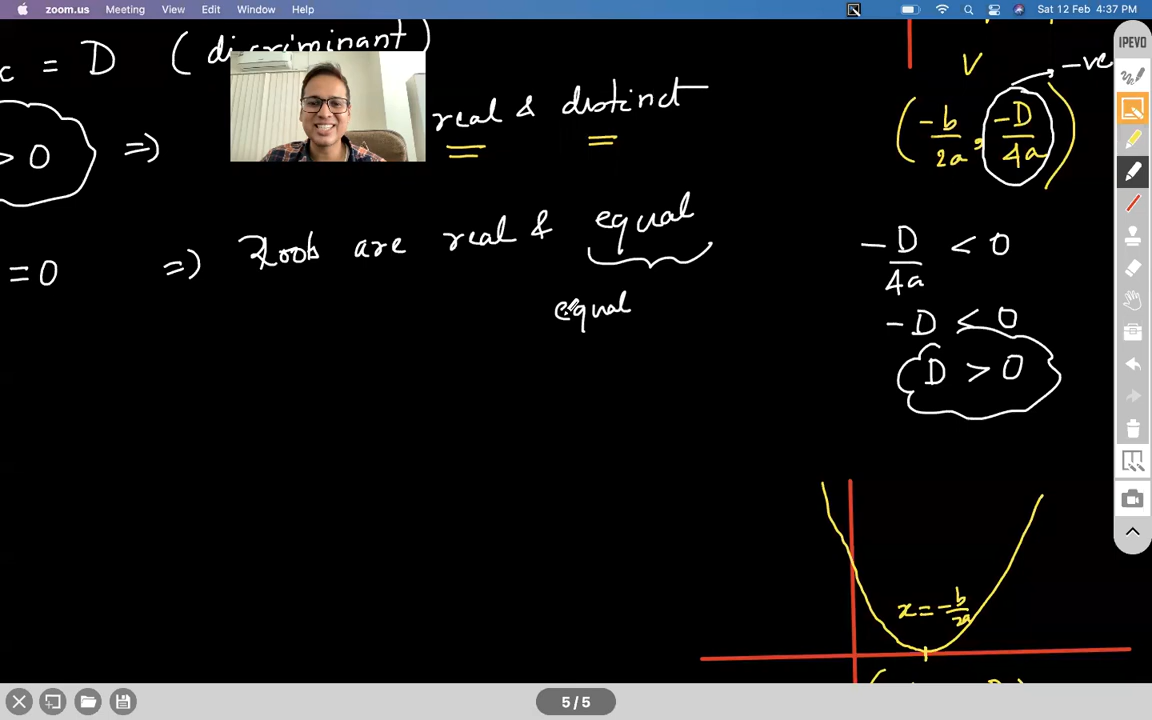 zoom.us Meeting View Edit Window Help Sat 12 Feb 4:37 PM
c = D (discriminant)
> 0 => real & distinct
= 0 => Roots are real & equal
equal
V
-ve
(-b/2a, -D/4a)
-D/4a < 0
-D < 0
D > 0
x = -b/2a
IPEVO
5 / 5